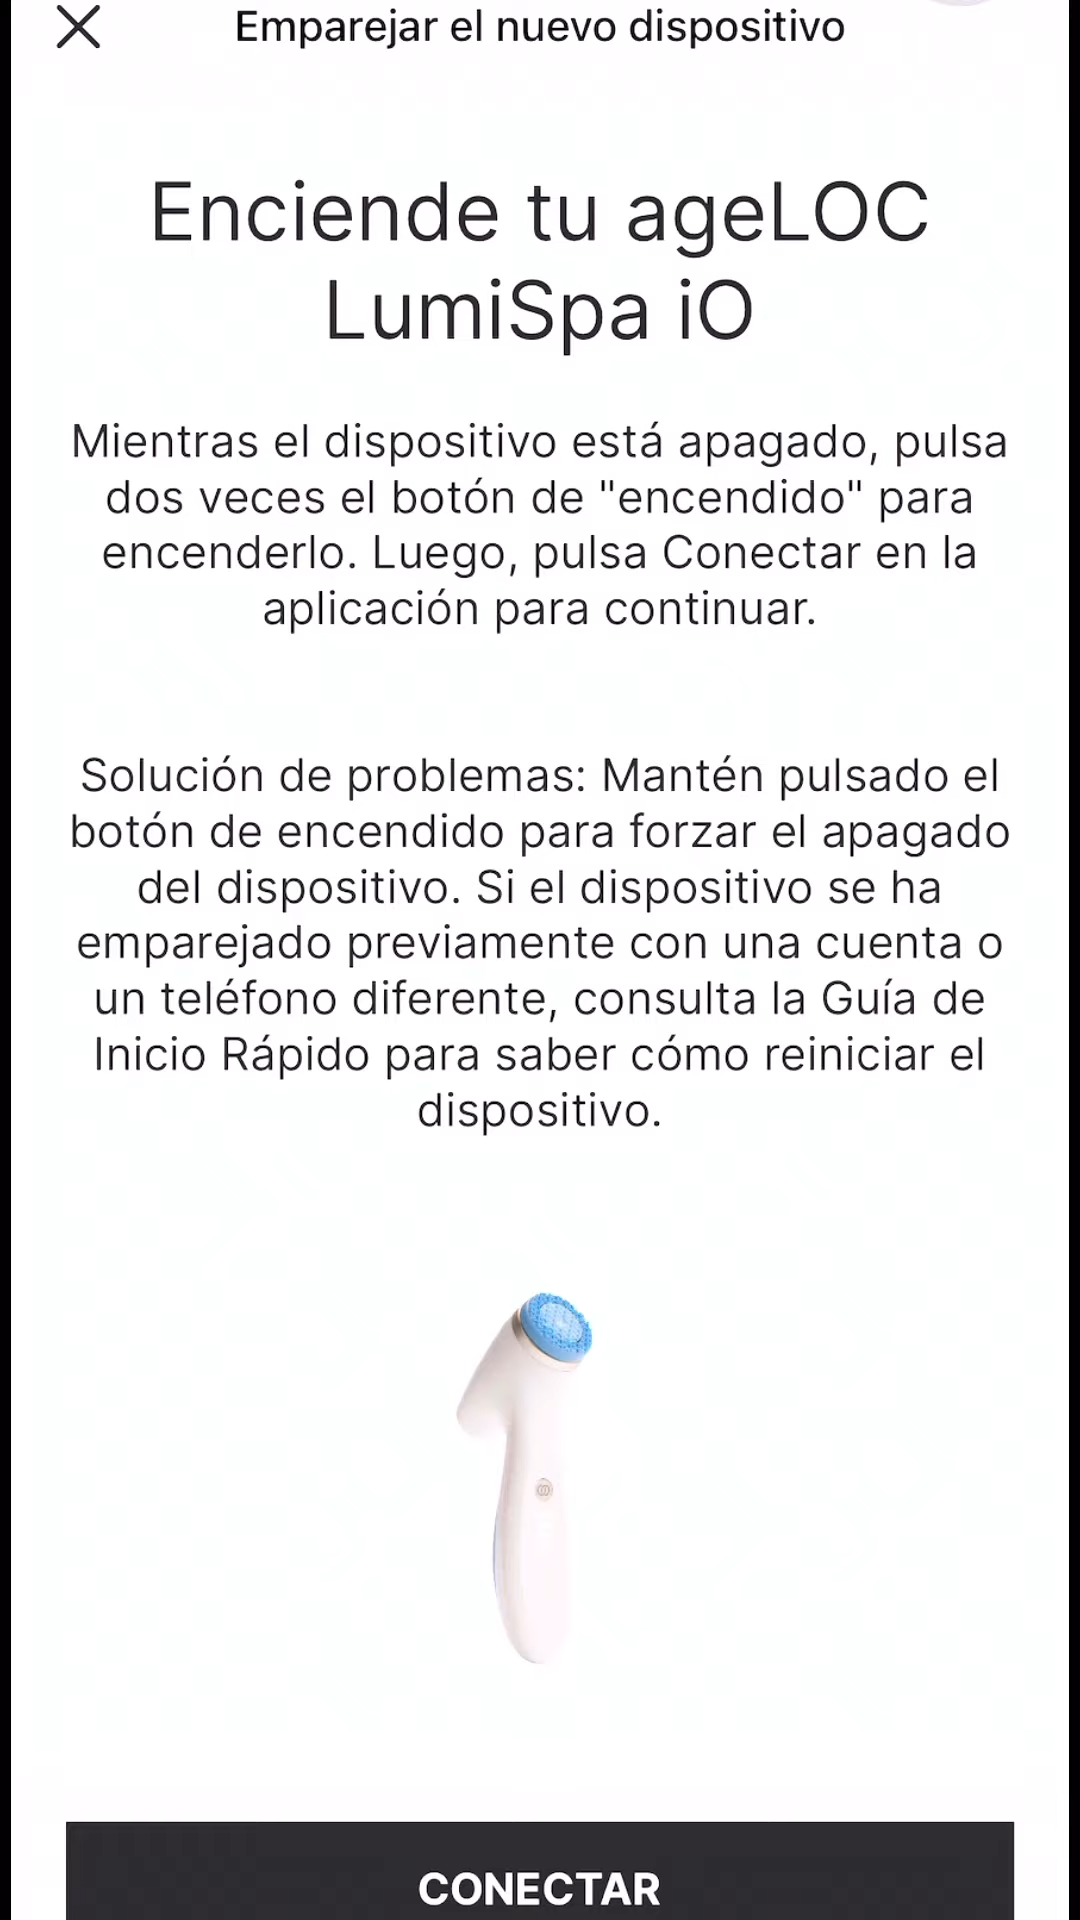 Emparejar el nuevo dispositivo
Enciende tu ageLOC
LumiSpa iO
Mientras el dispositivo está apagado, pulsa
dos veces el botón de "encendido" para
encenderlo. Luego, pulsa Conectar en la
aplicación para continuar.
Solución de problemas: Mantén pulsado el
botón de encendido para forzar el apagado
del dispositivo. Si el dispositivo se ha
emparejado previamente con una cuenta o
un teléfono diferente, consulta la Guía de
Inicio Rápido para saber cómo reiniciar el
dispositivo.
CONECTAR